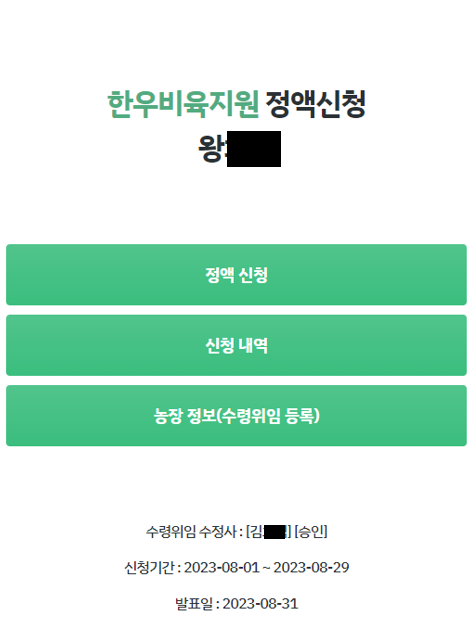 한우비육지원 정액신청
왕
정액 신청
신청 내역
농장 정보(수령위임 등록)
수령위임 수정사 : [김 ] [승인]
신청기간 : 2023-08-01 ~ 2023-08-29
발표일 : 2023-08-31